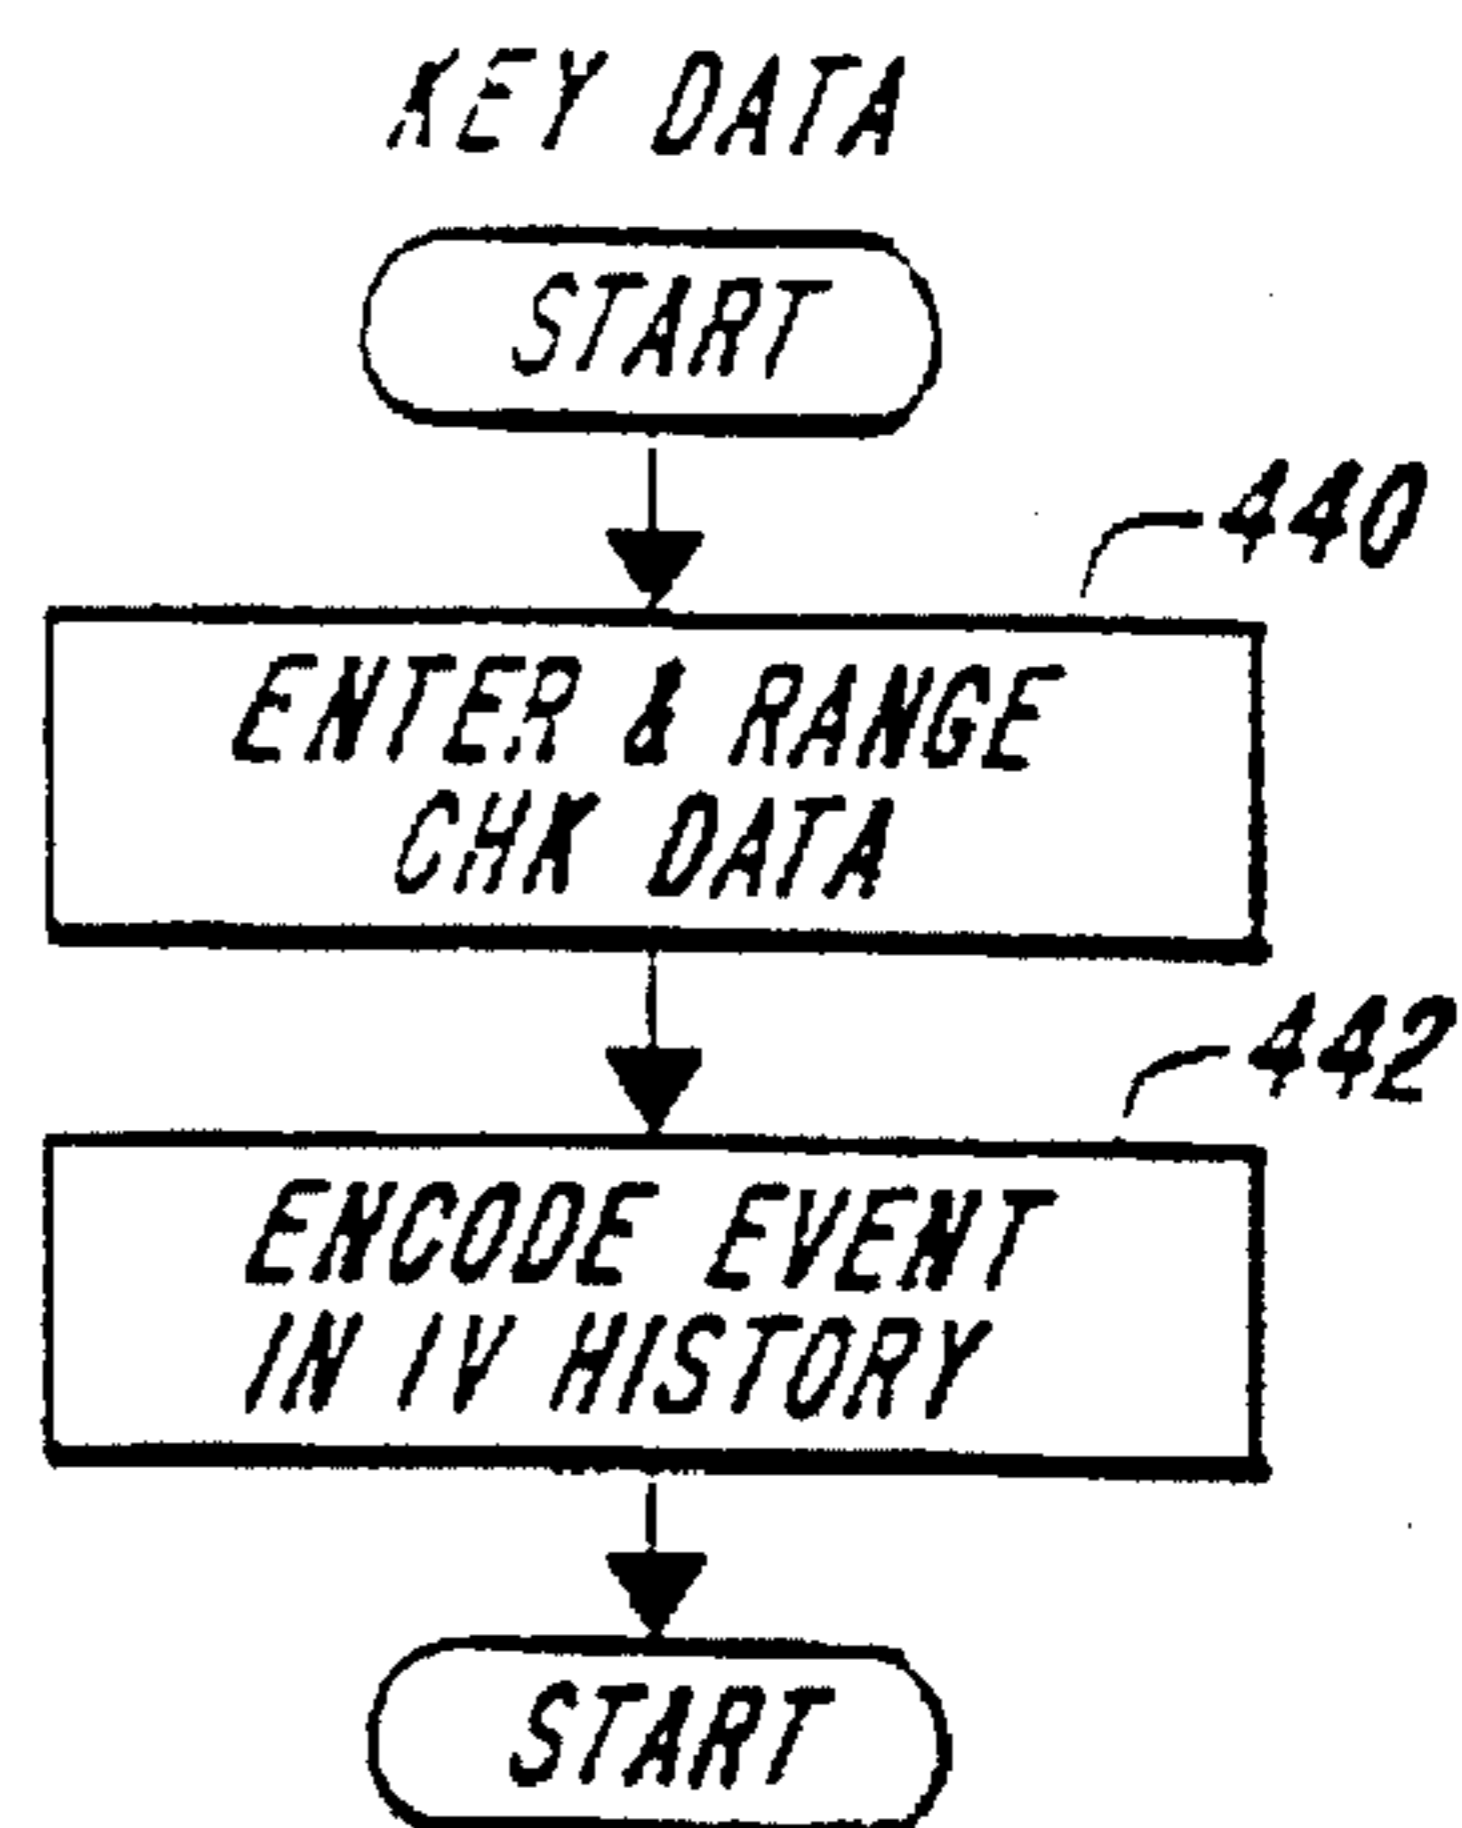 KEY DATA
START
440
ENTER & RANGE
CHK DATA
442
ENCODE EVENT
IN IV HISTORY
START